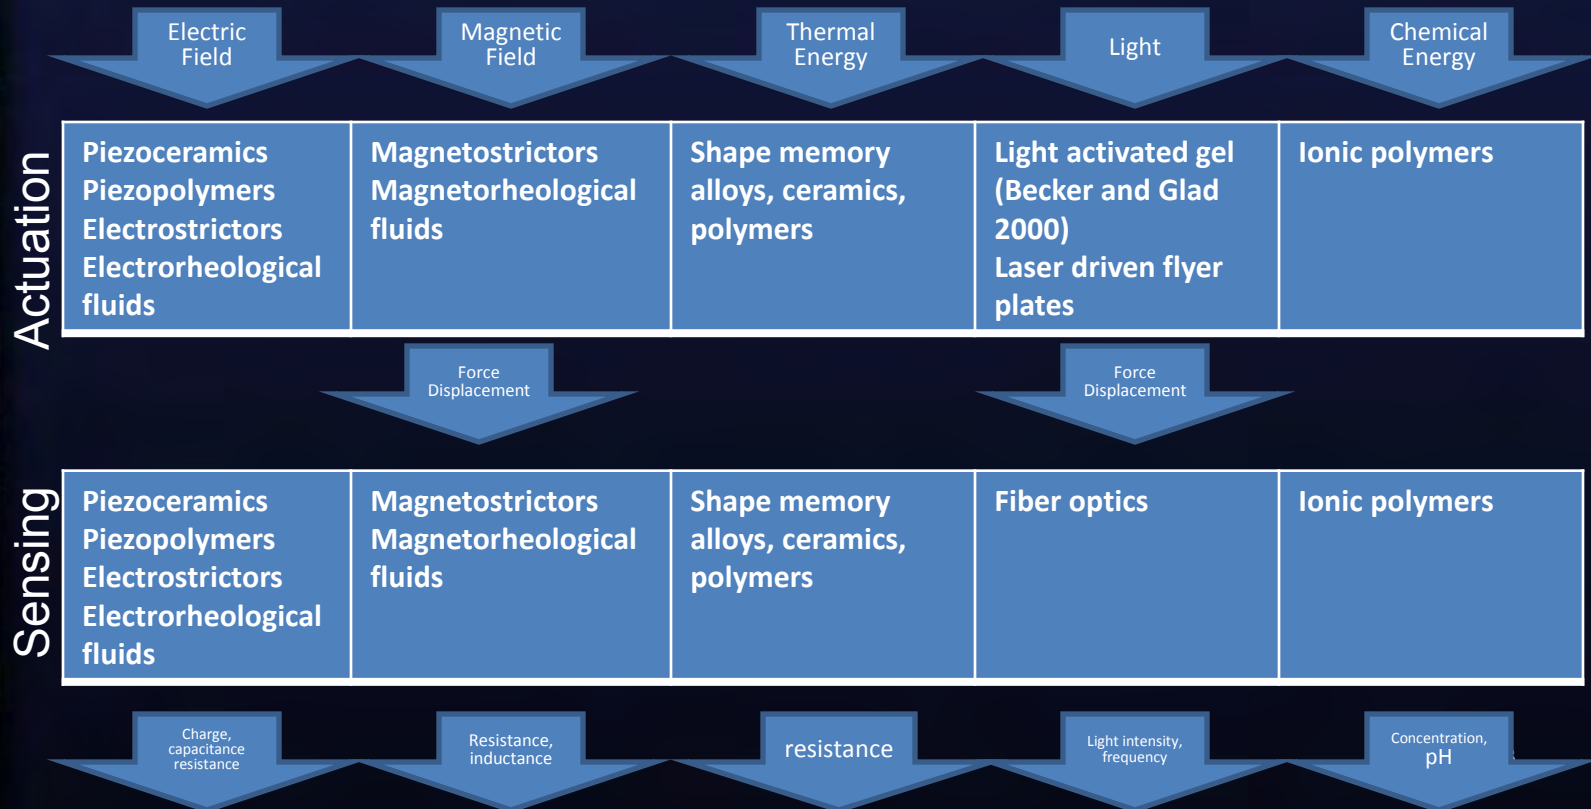 Electric
Field
Magnetic
Field
Thermal
Energy
Light
Chemical
Energy
Actuation
Piezoceramics
Piezopolymers
Electrostrictors
Electrorheological
fluids
Magnetostrictors
Magnetorheological
fluids
Shape memory
alloys, ceramics,
polymers
Light activated gel
(Becker and Glad
2000)
Laser driven flyer
plates
Ionic polymers
Force
Displacement
Force
Displacement
Sensing
Piezoceramics
Piezopolymers
Electrostrictors
Electrorheological
fluids
Magnetostrictors
Magnetorheological
fluids
Shape memory
alloys, ceramics,
polymers
Fiber optics
Ionic polymers
Charge,
capacitance
resistance
Resistance,
inductance
resistance
Light intensity,
frequency
Concentration,
pH